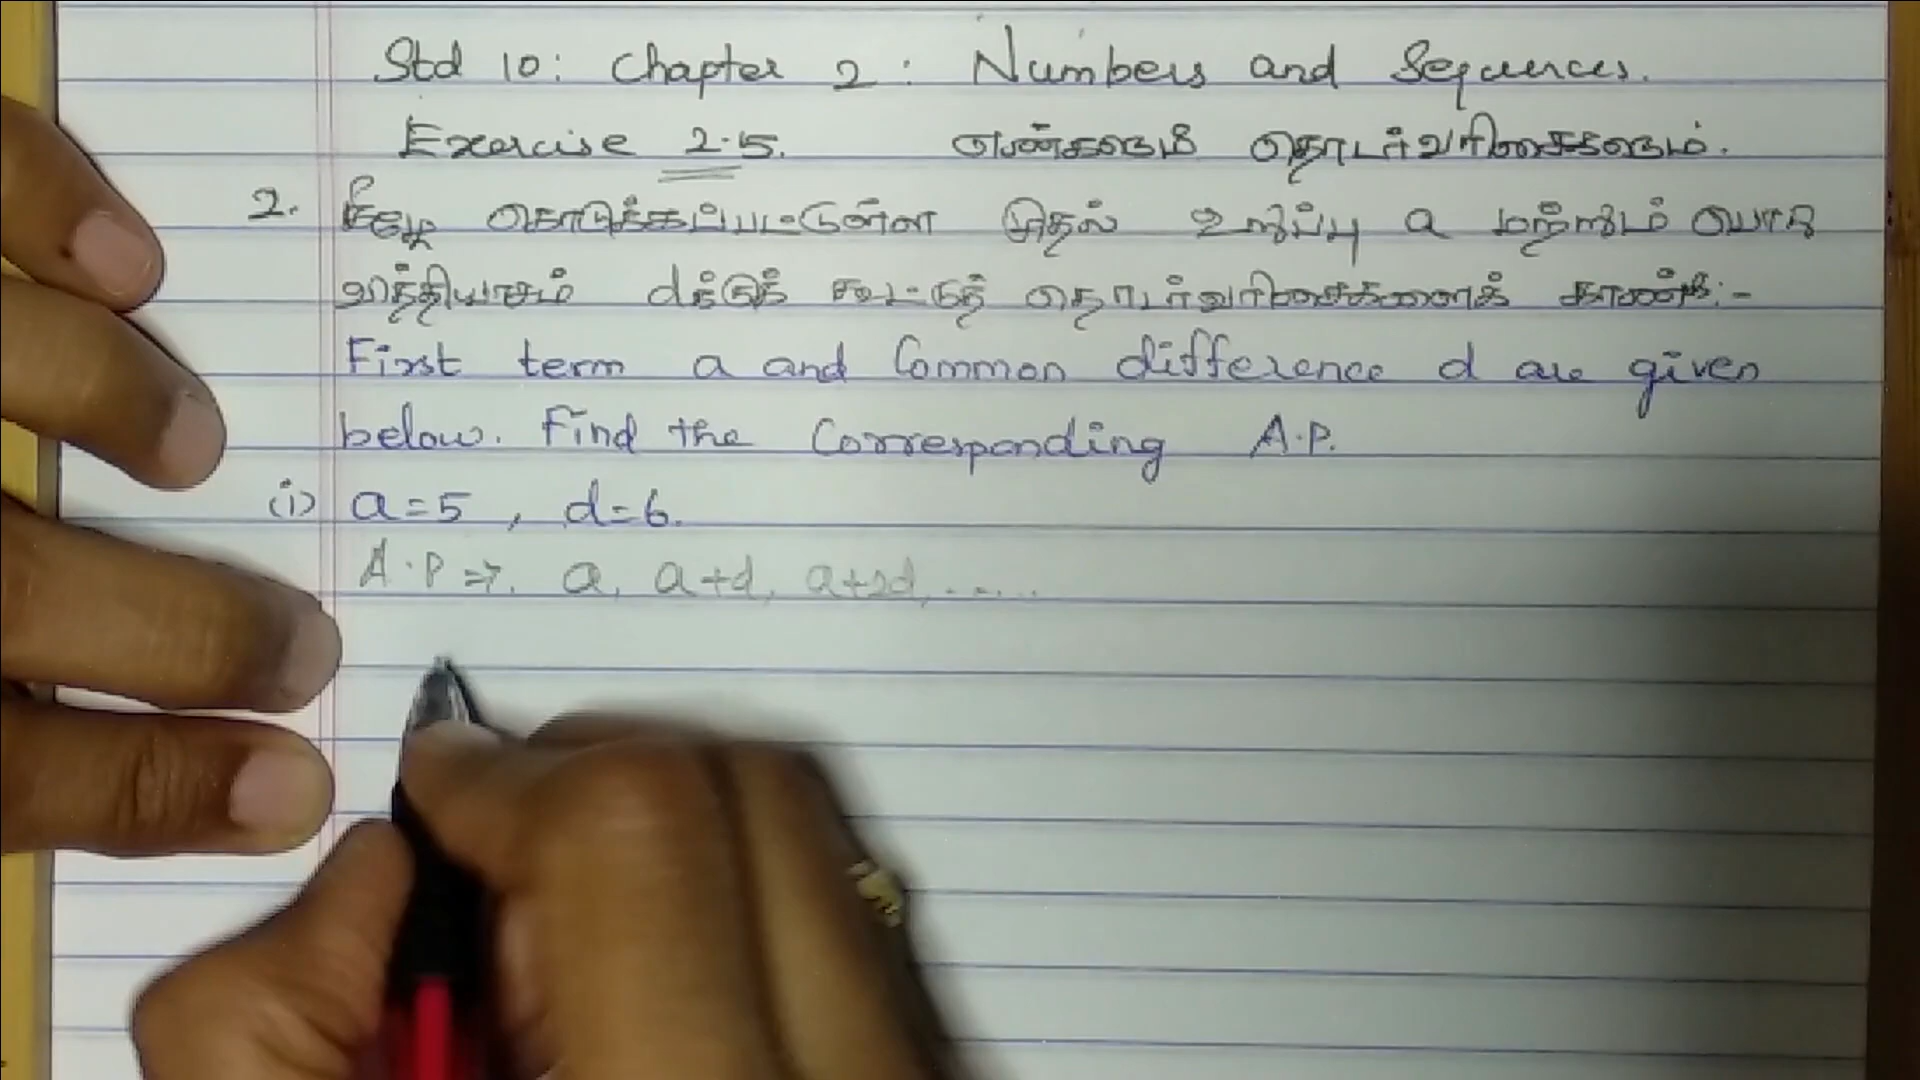 Std 10: Chapter 2: Numbers and Sequences.
Exercise 2.5. எண்களும் தொடர்வரிசைகளும்.
2. கீழே கொடுக்கப்பட்டுள்ள முதல் உறுப்பு a மற்றும் பொது
வித்தியாசம் dக்குக் கூட்டுத் தொடர்வரிசைகளைக் காண்க:-
First term a and Common difference d are given
below. Find the Corresponding A.P.
(i) a=5, d=6.
A.P ⇒. a, a+d, a+2d, .....